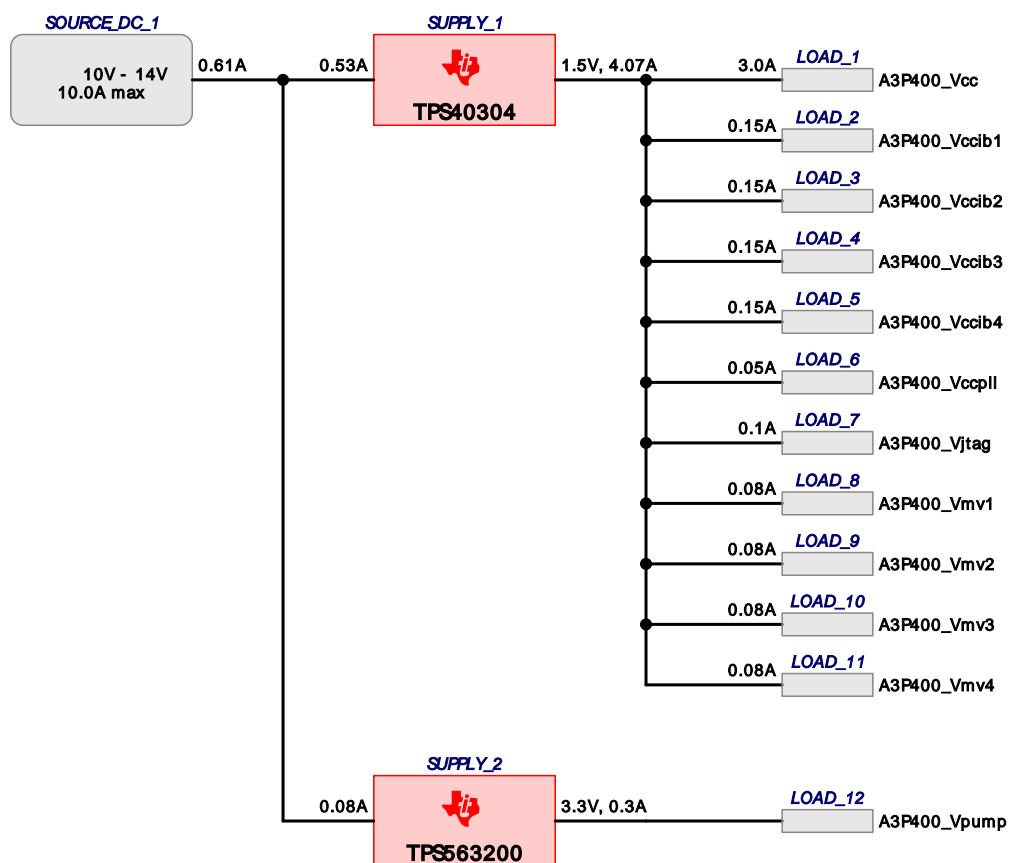 SOURCE_DC_1
10V - 14V
10.0A max
0.61A
0.53A
SUPPLY_1
TPS40304
1.5V, 4.07A
3.0A
LOAD_1
A3P400_Vcc
0.15A
LOAD_2
A3P400_Vccib1
0.15A
LOAD_3
A3P400_Vccib2
0.15A
LOAD_4
A3P400_Vccib3
0.15A
LOAD_5
A3P400_Vccib4
0.05A
LOAD_6
A3P400_Vccpll
0.1A
LOAD_7
A3P400_Vjtag
0.08A
LOAD_8
A3P400_Vmv1
0.08A
LOAD_9
A3P400_Vmv2
0.08A
LOAD_10
A3P400_Vmv3
0.08A
LOAD_11
A3P400_Vmv4
0.08A
SUPPLY_2
TPS563200
3.3V, 0.3A
LOAD_12
A3P400_Vpump